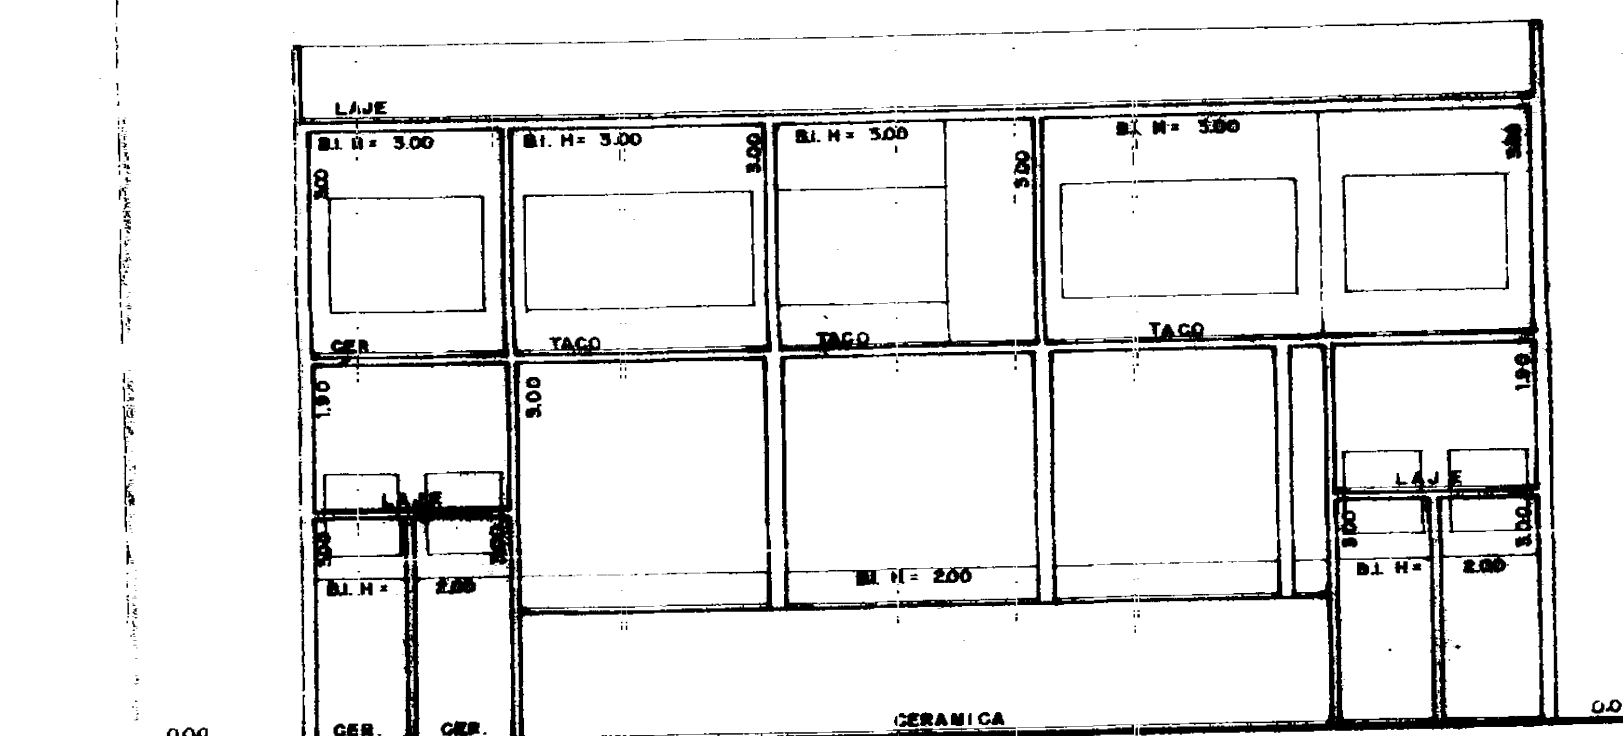 LAJE
B.I. H= 3.00
B.I. H= 3.00
B.I. H= 3.00
B.I. H= 3.00
3.00
3.00
3.00
3.00
CER
TACO
TACO
TACO
1.90
3.00
1.90
LAJE
LAJE
3.00
3.00
3.00
3.00
B.I. H=
2.00
B.I. H= 2.00
B.I. H=
2.00
CERAMICA
CER.
CER.
0.00
0.0